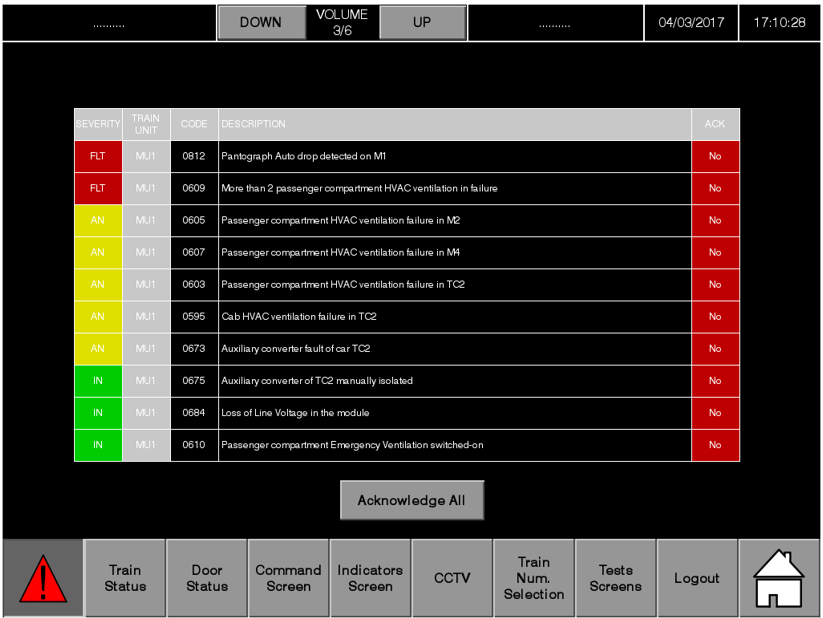 .......... DOWN VOLUME UP .......... 04/03/2017 17:10:28
3/6
SEVERITY TRAIN UNIT CODE DESCRIPTION ACK
FLT MU1 0812 Pantograph Auto drop detected on M1 No
FLT MU1 0609 More than 2 passenger compartment HVAC ventilation in failure No
AN MU1 0605 Passenger compartment HVAC ventilation failure in M2 No
AN MU1 0607 Passenger compartment HVAC ventilation failure in M4 No
AN MU1 0603 Passenger compartment HVAC ventilation failure in TC2 No
AN MU1 0595 Cab HVAC ventilation failure in TC2 No
AN MU1 0673 Auxiliary converter fault of car TC2 No
IN MU1 0675 Auxiliary converter of TC2 manually isolated No
IN MU1 0684 Loss of Line Voltage in the module No
IN MU1 0610 Passenger compartment Emergency Ventilation switched-on No
Acknowledge All
!
Train
Status
Door
Status
Command
Screen
Indicators
Screen
CCTV
Train
Num.
Selection
Tests
Screens
Logout